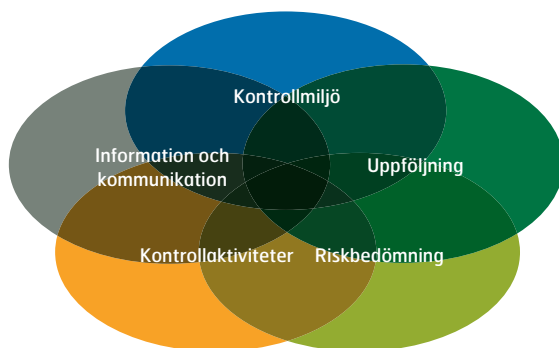 Kontrollmiljö
Information och
kommunikation
Uppföljning
Kontrollaktiviteter
Riskbedömning